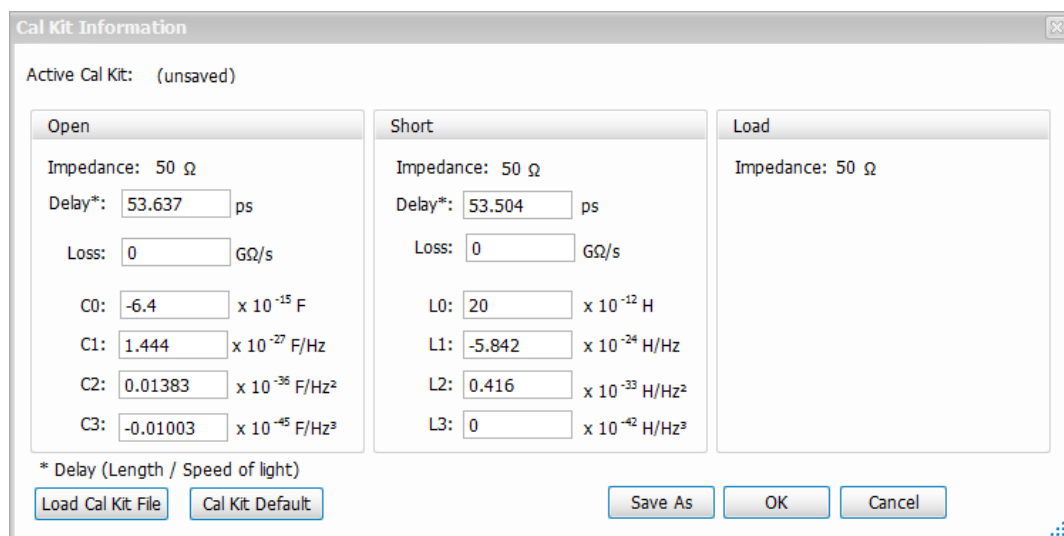 Cal Kit Information
Active Cal Kit: (unsaved)
Open
Impedance: 50 Ω
Delay*: 53.637 ps
Loss: 0 GΩ/s
C0: -6.4 x 10⁻¹⁵ F
C1: 1.444 x 10⁻²⁷ F/Hz
C2: 0.01383 x 10⁻³⁶ F/Hz²
C3: -0.01003 x 10⁻⁴⁵ F/Hz³
Short
Impedance: 50 Ω
Delay*: 53.504 ps
Loss: 0 GΩ/s
L0: 20 x 10⁻¹² H
L1: -5.842 x 10⁻²⁴ H/Hz
L2: 0.416 x 10⁻³³ H/Hz²
L3: 0 x 10⁻⁴² H/Hz³
Load
Impedance: 50 Ω
* Delay (Length / Speed of light)
Load Cal Kit File Cal Kit Default Save As OK Cancel